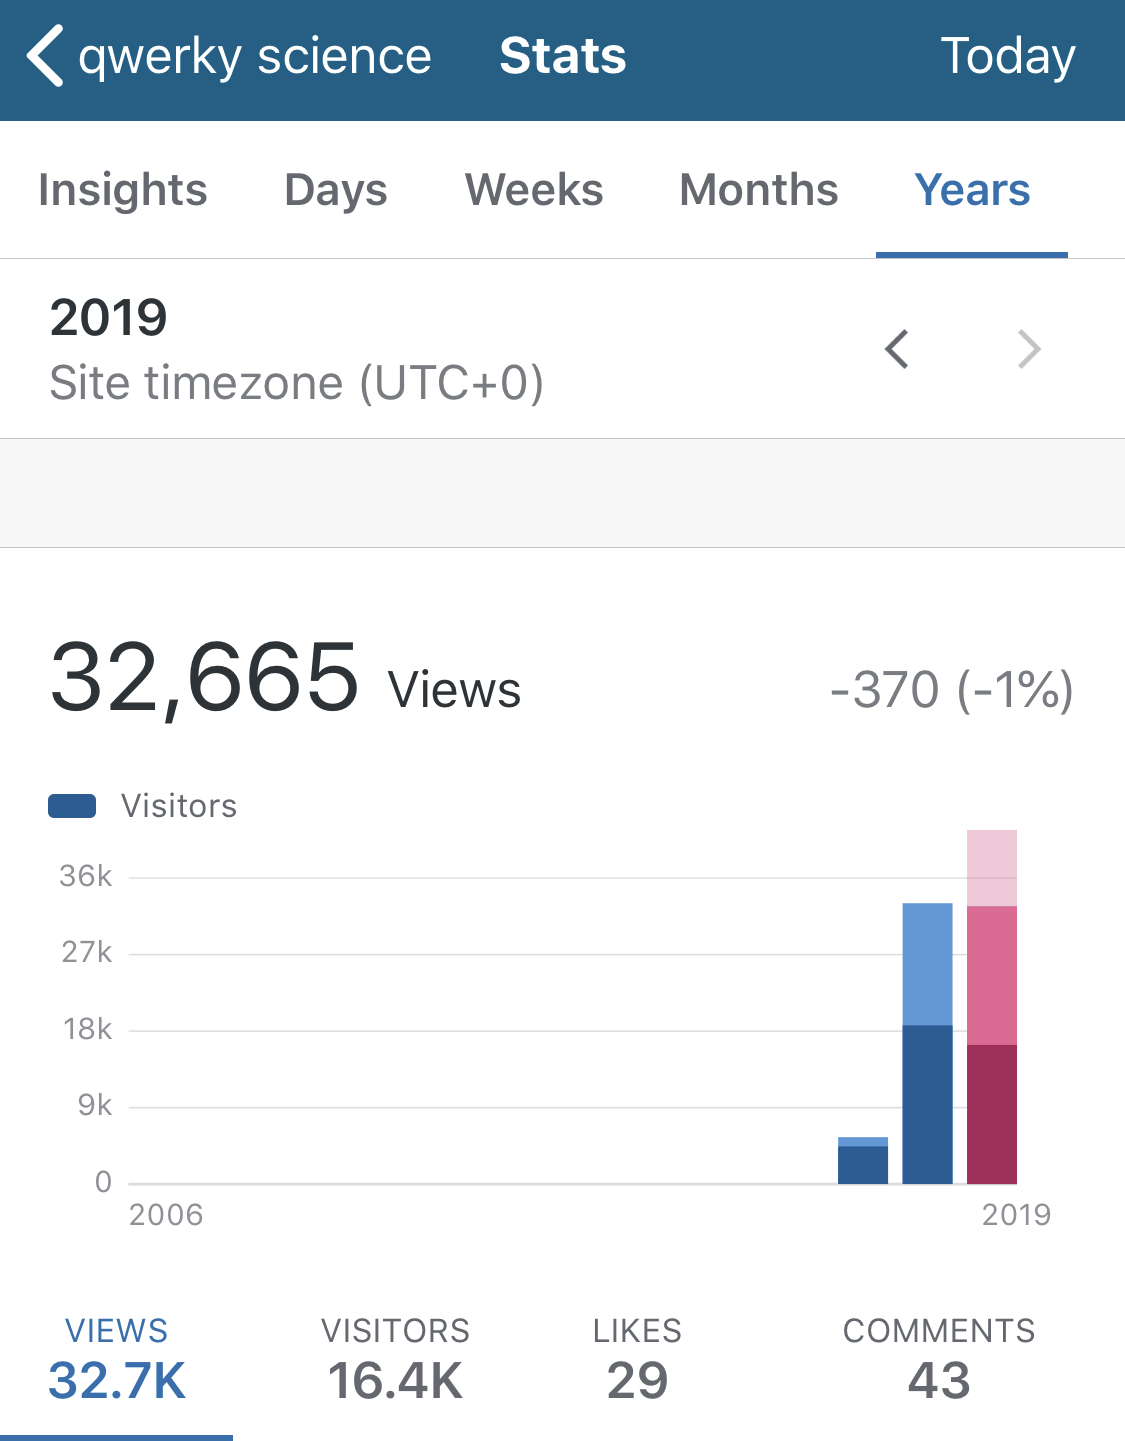 qwerky science Stats Today
Insights Days Weeks Months Years
2019
Site timezone (UTC+0)
32,665 Views -370 (-1%)
Visitors
36k
27k
18k
9k
0
2006 2019
VIEWS VISITORS LIKES COMMENTS
32.7K 16.4K 29 43